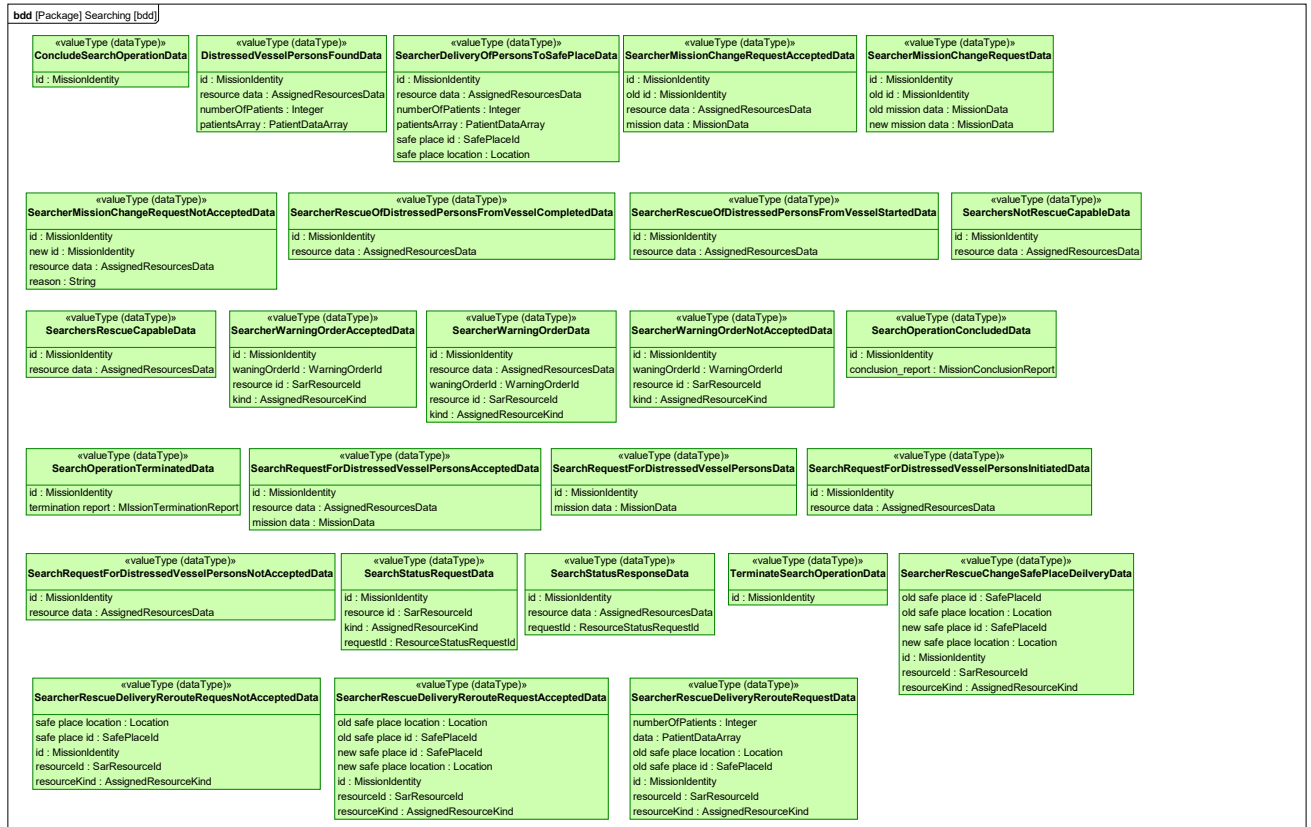 bdd [Package] Searching [bdd]
«valueType (dataType)»
ConcludeSearchOperationData
id : MissionIdentity
«valueType (dataType)»
DistressedVesselPersonsFoundData
id : MissionIdentity
resource data : AssignedResourcesData
numberOfPatients : Integer
patientsArray : PatientDataArray
«valueType (dataType)»
SearcherDeliveryOfPersonsToSafePlaceData
id : MissionIdentity
resource data : AssignedResourcesData
numberOfPatients : Integer
patientsArray : PatientDataArray
safe place id : SafePlaceId
safe place location : Location
«valueType (dataType)»
SearcherMissionChangeRequestAcceptedData
id : MissionIdentity
old id : MissionIdentity
resource data : AssignedResourcesData
mission data : MissionData
«valueType (dataType)»
SearcherMissionChangeRequestData
id : MissionIdentity
old id : MissionIdentity
old mission data : MissionData
new mission data : MissionData
«valueType (dataType)»
SearcherMissionChangeRequestNotAcceptedData
id : MissionIdentity
new id : MissionIdentity
resource data : AssignedResourcesData
reason : String
«valueType (dataType)»
SearcherRescueOfDistressedPersonsFromVesselCompletedData
id : MissionIdentity
resource data : AssignedResourcesData
«valueType (dataType)»
SearcherRescueOfDistressedPersonsFromVesselStartedData
id : MissionIdentity
resource data : AssignedResourcesData
«valueType (dataType)»
SearchersNotRescueCapableData
id : MissionIdentity
resource data : AssignedResourcesData
«valueType (dataType)»
SearchersRescueCapableData
id : MissionIdentity
resource data : AssignedResourcesData
«valueType (dataType)»
SearcherWarningOrderAcceptedData
id : MissionIdentity
waningOrderId : WarningOrderId
resource id : SarResourceId
kind : AssignedResourceKind
«valueType (dataType)»
SearcherWarningOrderData
id : MissionIdentity
resource data : AssignedResourcesData
waningOrderId : WarningOrderId
resource id : SarResourceId
kind : AssignedResourceKind
«valueType (dataType)»
SearcherWarningOrderNotAcceptedData
id : MissionIdentity
waningOrderId : WarningOrderId
resource id : SarResourceId
kind : AssignedResourceKind
«valueType (dataType)»
SearchOperationConcludedData
id : MissionIdentity
conclusion_report : MissionConclusionReport
«valueType (dataType)»
SearchOperationTerminatedData
id : MissionIdentity
termination report : MIssionTerminationReport
«valueType (dataType)»
SearchRequestForDistressedVesselPersonsAcceptedData
id : MissionIdentity
resource data : AssignedResourcesData
mission data : MissionData
«valueType (dataType)»
SearchRequestForDistressedVesselPersonsData
id : MissionIdentity
mission data : MissionData
«valueType (dataType)»
SearchRequestForDistressedVesselPersonsInitiatedData
id : MissionIdentity
resource data : AssignedResourcesData
«valueType (dataType)»
SearchRequestForDistressedVesselPersonsNotAcceptedData
id : MissionIdentity
resource data : AssignedResourcesData
«valueType (dataType)»
SearchStatusRequestData
id : MissionIdentity
resource id : SarResourceId
kind : AssignedResourceKind
requestId : ResourceStatusRequestId
«valueType (dataType)»
SearchStatusResponseData
id : MissionIdentity
resource data : AssignedResourcesData
requestId : ResourceStatusRequestId
«valueType (dataType)»
TerminateSearchOperationData
id : MissionIdentity
«valueType (dataType)»
SearcherRescueChangeSafePlaceDeilveryData
old safe place id : SafePlaceId
old safe place location : Location
new safe place id : SafePlaceId
new safe place location : Location
id : MissionIdentity
resourceId : SarResourceId
resourceKind : AssignedResourceKind
«valueType (dataType)»
SearcherRescueDeliveryRerouteRequesNotAcceptedData
safe place location : Location
safe place id : SafePlaceId
id : MissionIdentity
resourceId : SarResourceId
resourceKind : AssignedResourceKind
«valueType (dataType)»
SearcherRescueDeliveryRerouteRequestAcceptedData
old safe place location : Location
old safe place id : SafePlaceId
new safe place id : SafePlaceId
new safe place location : Location
id : MissionIdentity
resourceId : SarResourceId
resourceKind : AssignedResourceKind
«valueType (dataType)»
SearcherRescueDeliveryRerouteRequestData
numberOfPatients : Integer
data : PatientDataArray
old safe place location : Location
old safe place id : SafePlaceId
id : MissionIdentity
resourceId : SarResourceId
resourceKind : AssignedResourceKind